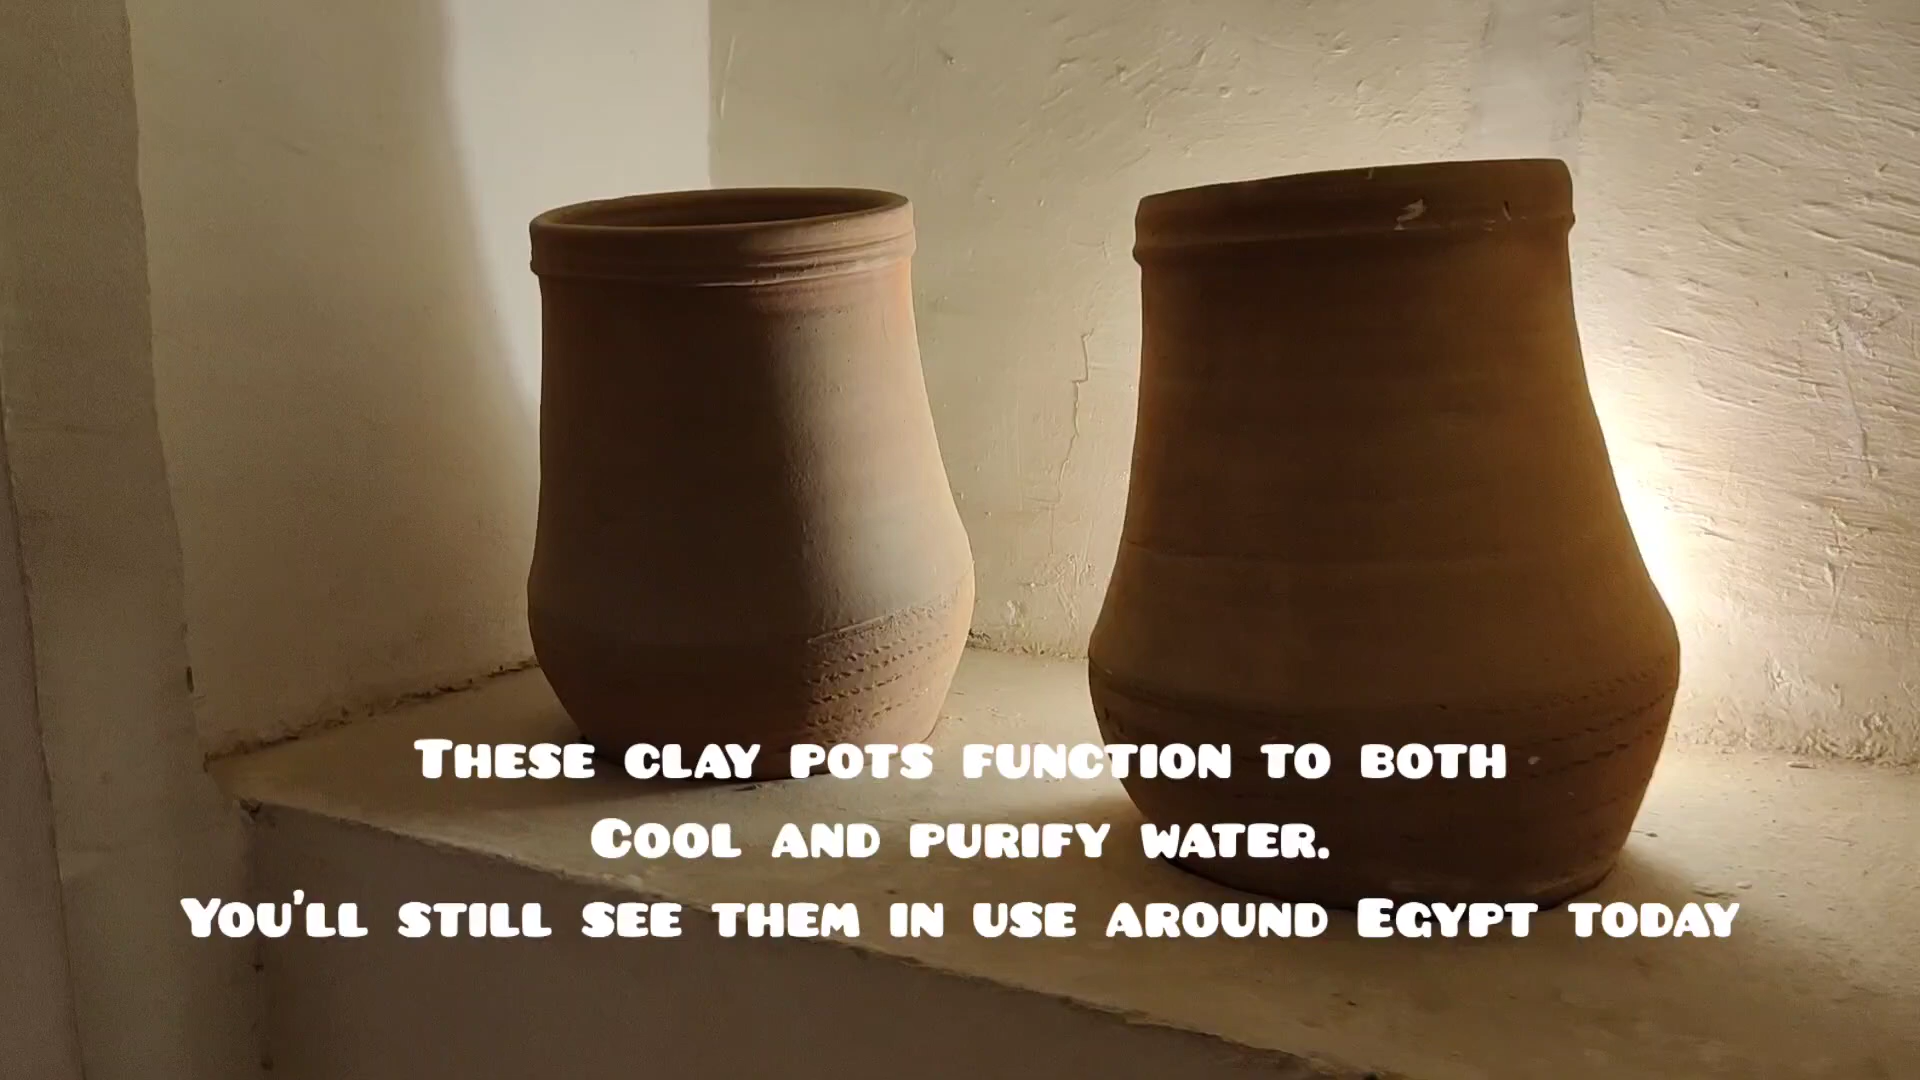 These clay pots function to both
Cool and purify water.
You'll still see them in use around Egypt today